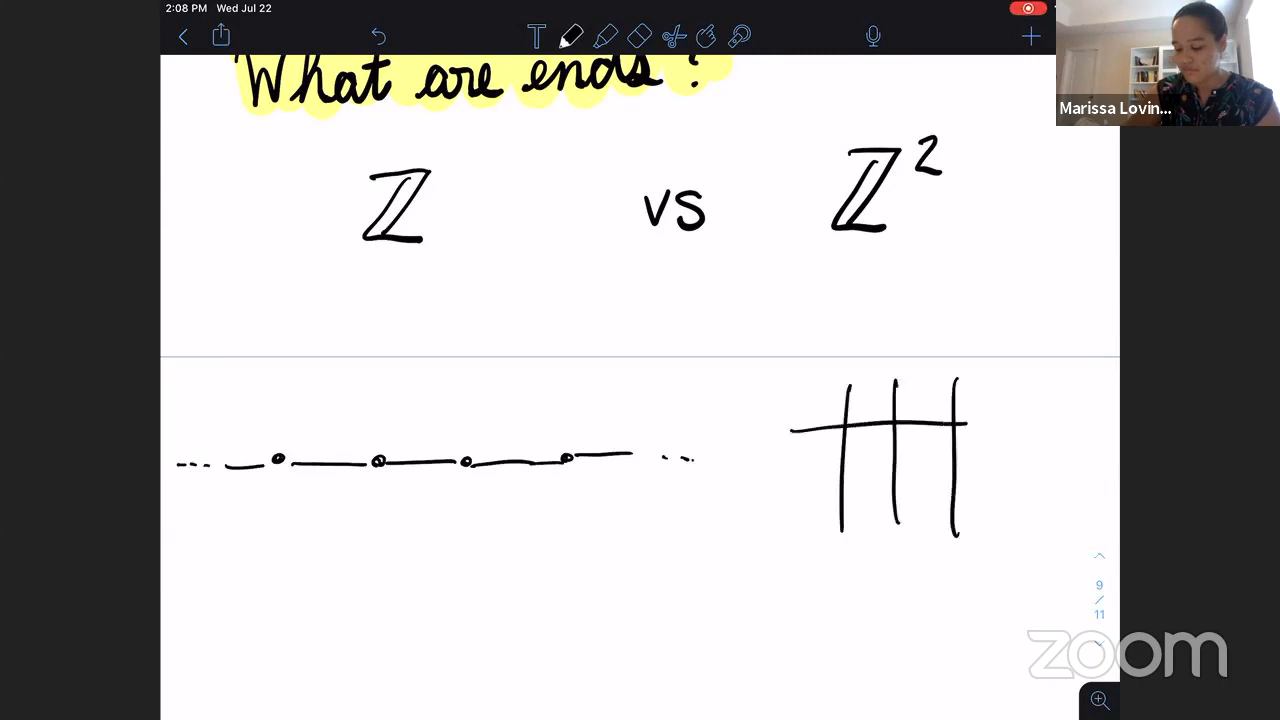 2:08 PM Wed Jul 22
What are ends?
Marissa Lovin...
ℤ vs ℤ²
9
/
11
zoom